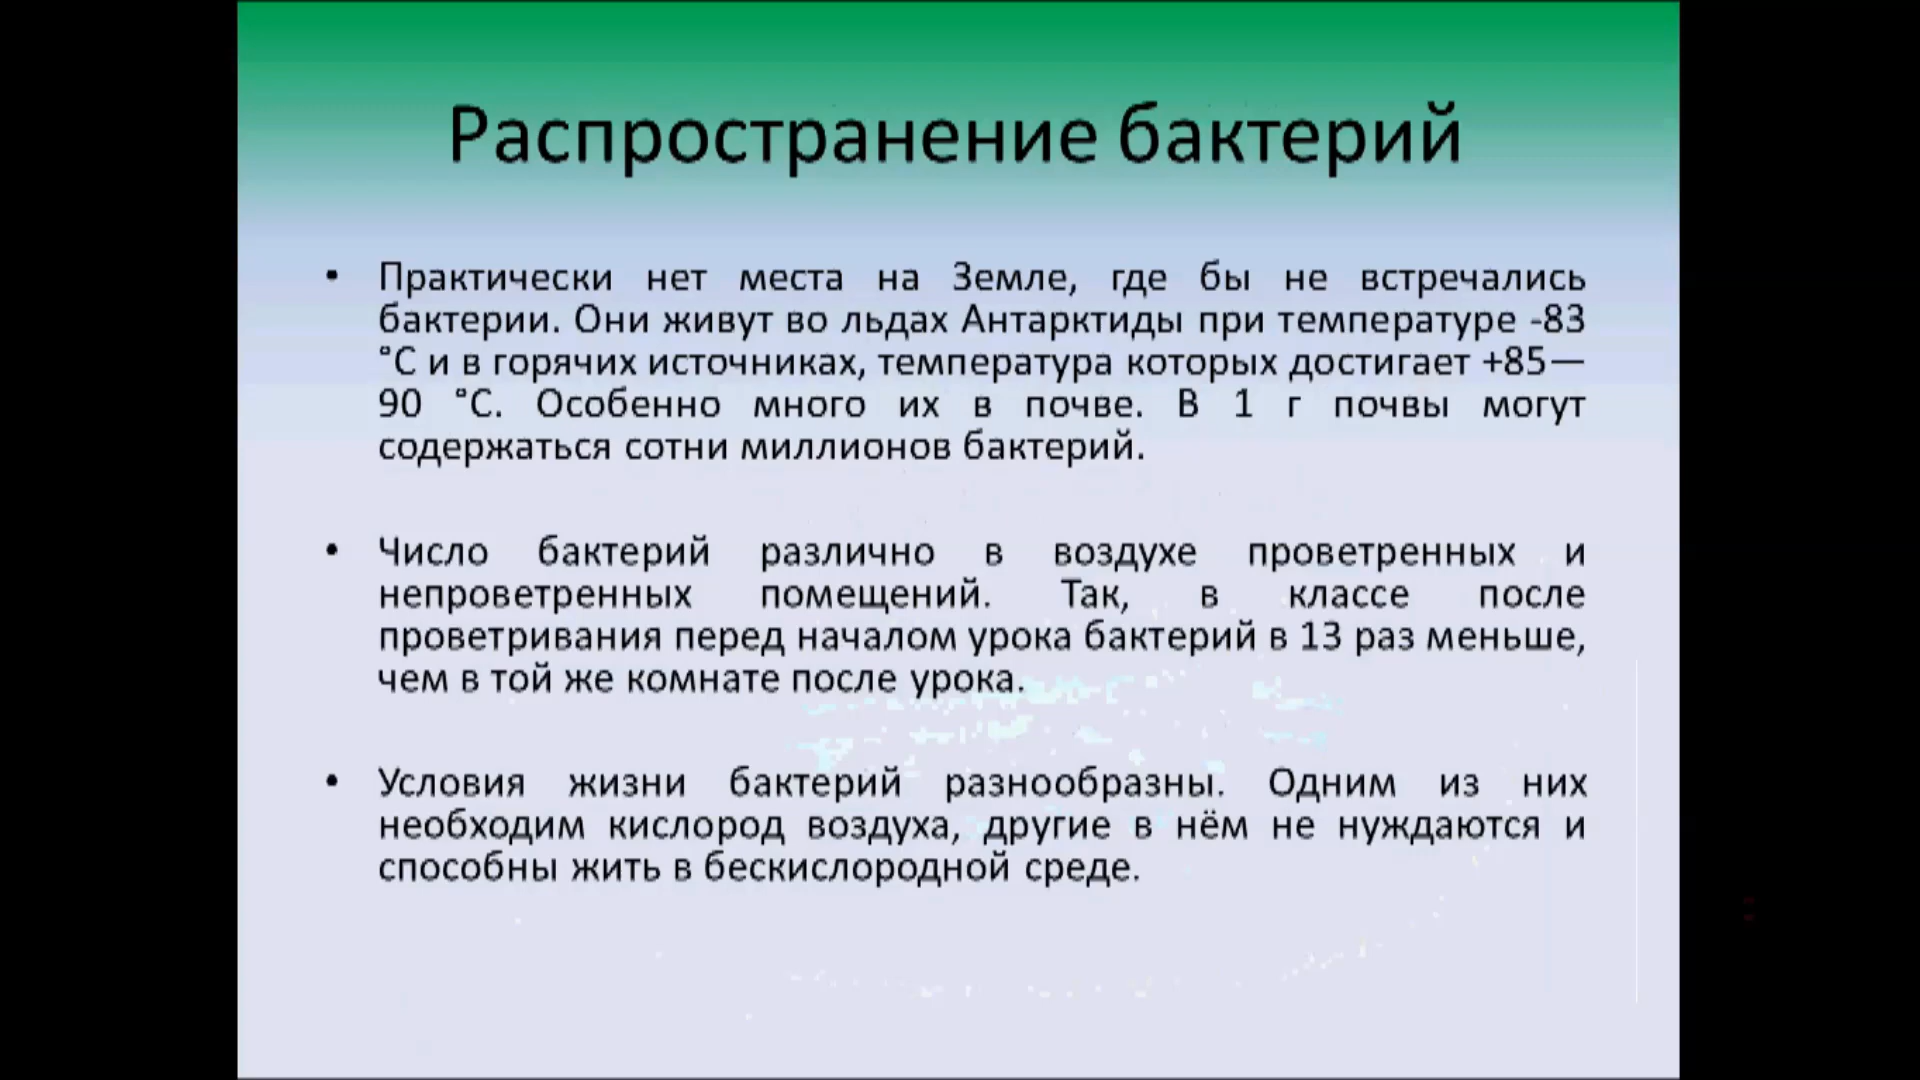 Распространение бактерий
• Практически нет места на Земле, где бы не встречались
бактерии. Они живут во льдах Антарктиды при температуре -83
°С и в горячих источниках, температура которых достигает +85—
90 °С. Особенно много их в почве. В 1 г почвы могут
содержаться сотни миллионов бактерий.
• Число бактерий различно в воздухе проветренных и
непроветренных помещений. Так, в классе после
проветривания перед началом урока бактерий в 13 раз меньше,
чем в той же комнате после урока.
• Условия жизни бактерий разнообразны. Одним из них
необходим кислород воздуха, другие в нём не нуждаются и
способны жить в бескислородной среде.